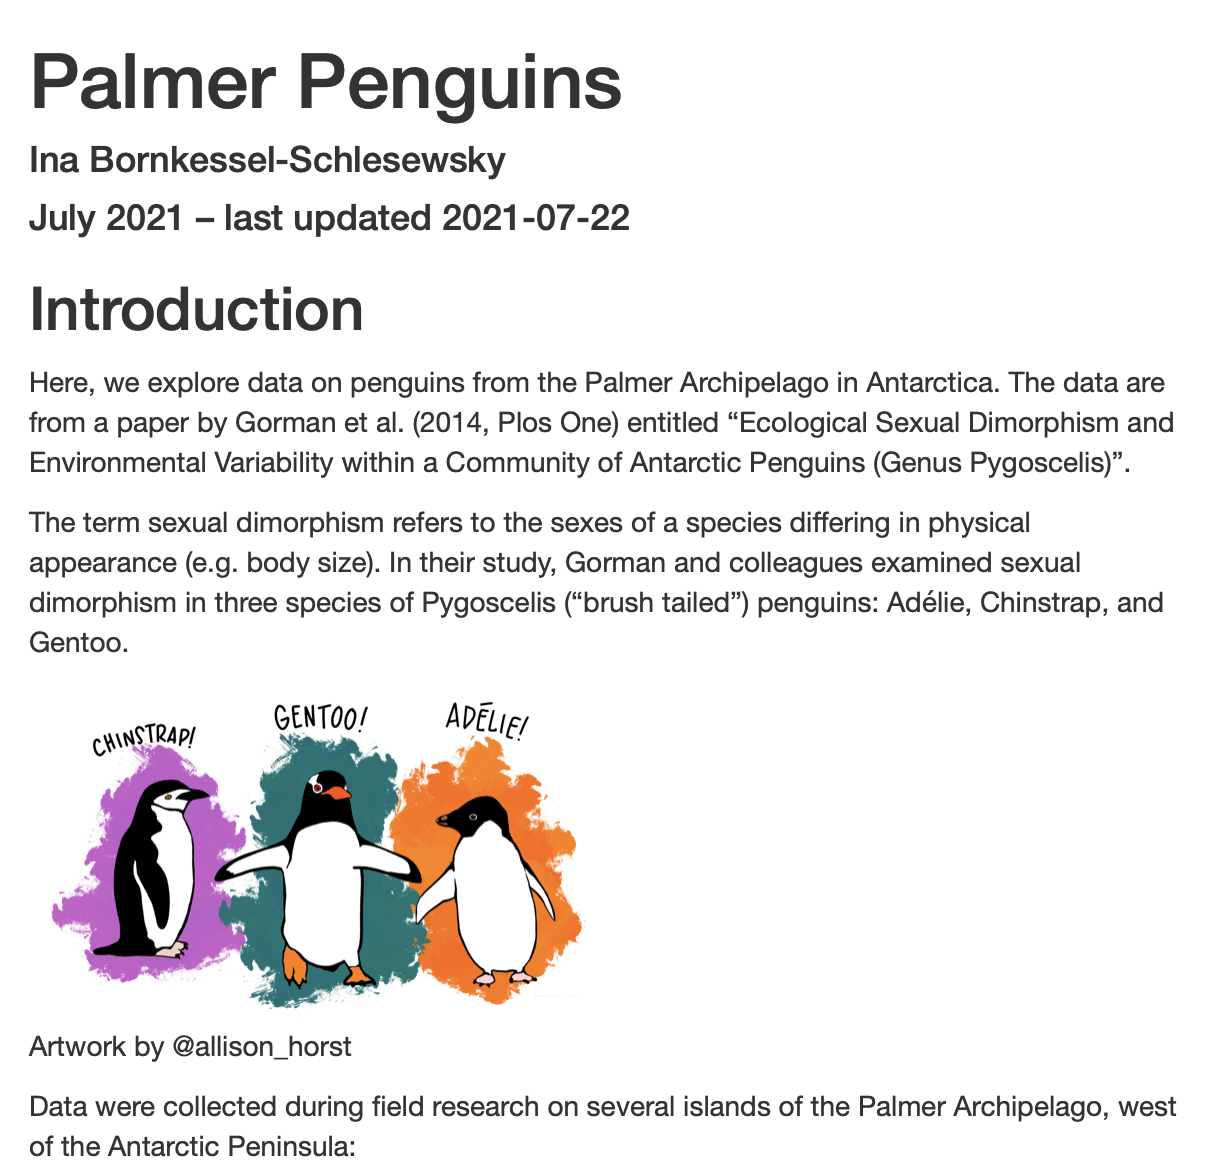 Palmer Penguins
Ina Bornkessel-Schlesewsky
July 2021 – last updated 2021-07-22
Introduction
Here, we explore data on penguins from the Palmer Archipelago in Antarctica. The data are
from a paper by Gorman et al. (2014, Plos One) entitled “Ecological Sexual Dimorphism and
Environmental Variability within a Community of Antarctic Penguins (Genus Pygoscelis)”.
The term sexual dimorphism refers to the sexes of a species differing in physical
appearance (e.g. body size). In their study, Gorman and colleagues examined sexual
dimorphism in three species of Pygoscelis (“brush tailed”) penguins: Adélie, Chinstrap, and
Gentoo.
CHINSTRAP!
GENTOO!
ADÉLIE!
Artwork by @allison_horst
Data were collected during field research on several islands of the Palmer Archipelago, west
of the Antarctic Peninsula: